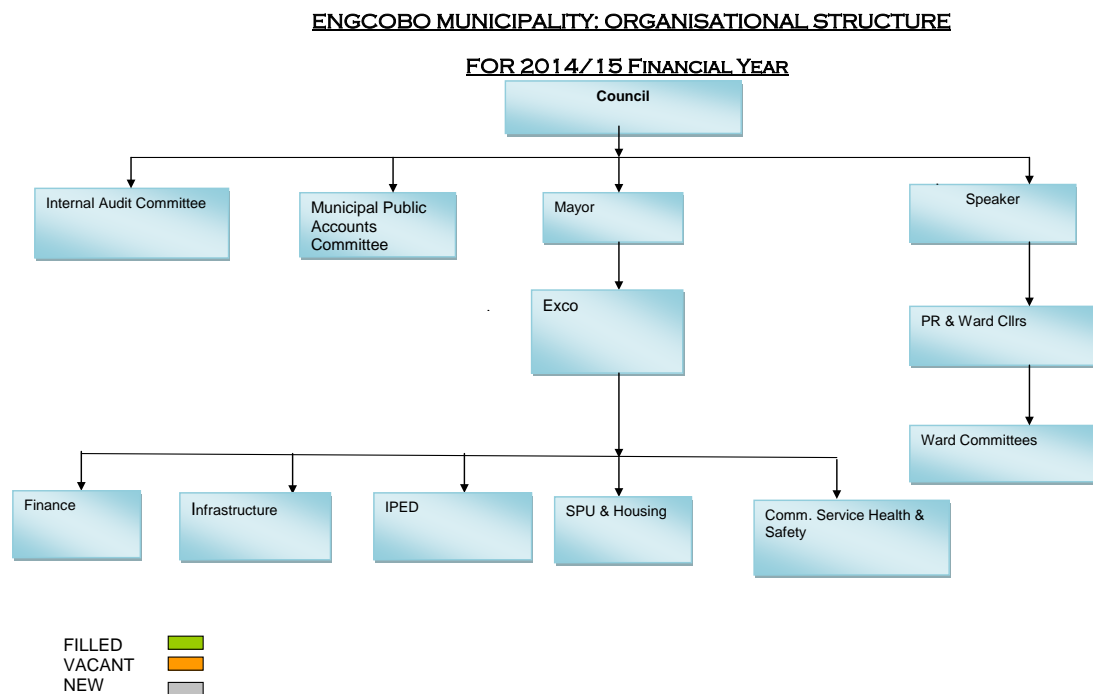 ENGCOBO MUNICIPALITY: ORGANISATIONAL STRUCTURE
FOR 2014/15 FINANCIAL YEAR
Council
Internal Audit Committee
Municipal Public
Accounts
Committee
Mayor
Speaker
Exco
PR & Ward Cllrs
Ward Committees
Finance
Infrastructure
IPED
SPU & Housing
Comm. Service Health &
Safety
FILLED
VACANT
NEW